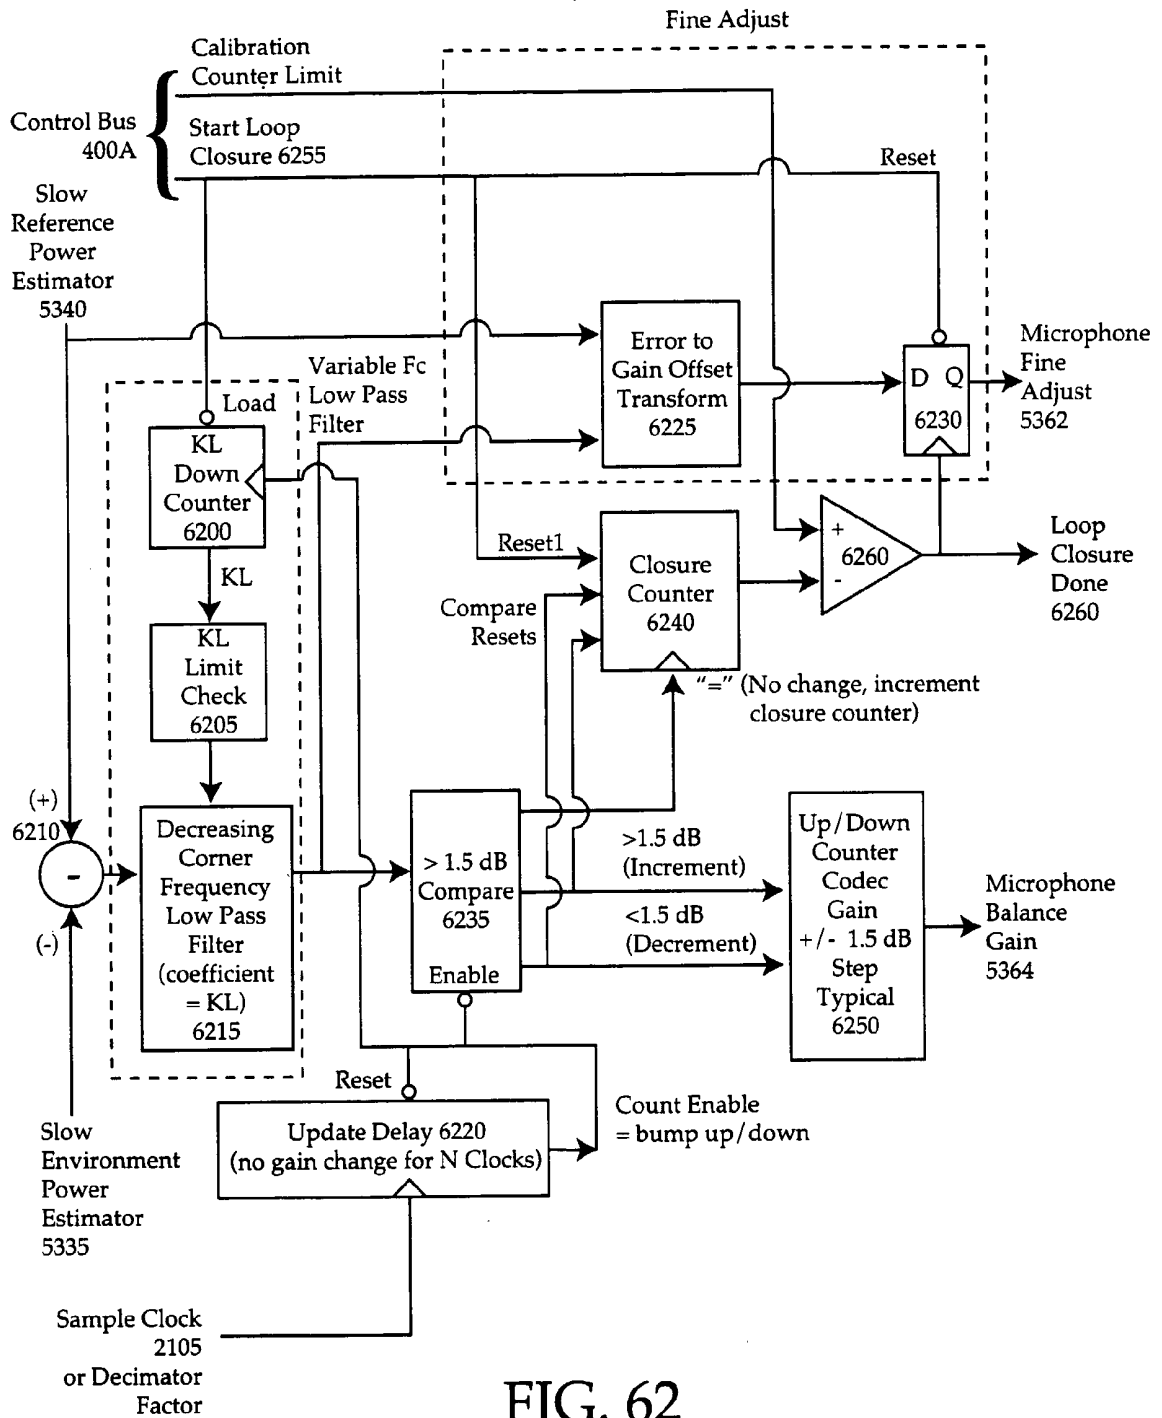 Fine Adjust
Calibration
Counter Limit
Control Bus
400A
Start Loop
Closure 6255
Reset
Slow
Reference
Power
Estimator
5340
Variable Fc
Low Pass
Filter
Error to
Gain Offset
Transform
6225
D Q
6230
Microphone
Fine
Adjust
5362
Load
KL
Down
Counter
6200
KL
KL
Limit
Check
6205
Reset1
Compare
Resets
Closure
Counter
6240
+
6260
-
Loop
Closure
Done
6260
"=" (No change, increment
closure counter)
(+)
6210
-
(-)
Decreasing
Corner
Frequency
Low Pass
Filter
(coefficient
= KL)
6215
> 1.5 dB
Compare
6235
Enable
>1.5 dB
(Increment)
<1.5 dB
(Decrement)
Up/Down
Counter
Codec
Gain
+/- 1.5 dB
Step
Typical
6250
Microphone
Balance
Gain
5364
Reset
Update Delay 6220
(no gain change for N Clocks)
Count Enable
= bump up/down
Slow
Environment
Power
Estimator
5335
Sample Clock
2105
or Decimator
Factor
FIG. 62